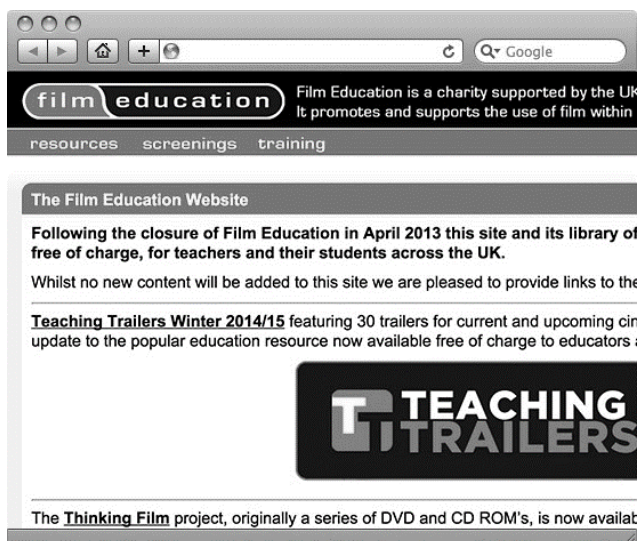 Google
film education
Film Education is a charity supported by the UK
It promotes and supports the use of film within
resources screenings training
The Film Education Website
Following the closure of Film Education in April 2013 this site and its library of
free of charge, for teachers and their students across the UK.
Whilst no new content will be added to this site we are pleased to provide links to the
Teaching Trailers Winter 2014/15 featuring 30 trailers for current and upcoming cin
update to the popular education resource now available free of charge to educators a
TEACHING
TRAILERS
The Thinking Film project, originally a series of DVD and CD ROM's, is now availab